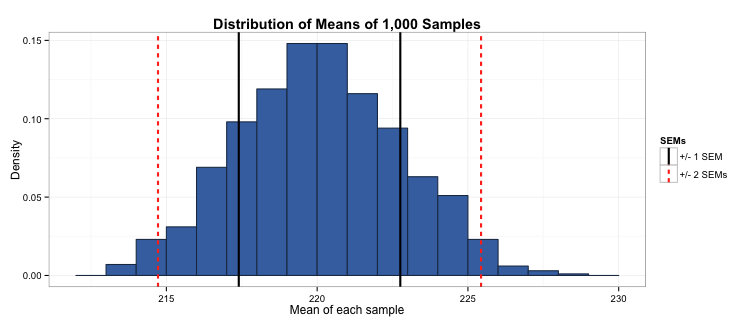 Distribution of Means of 1,000 Samples
0.15
0.10
0.05
0.00
Density
215 220 225 230
Mean of each sample
SEMs
+/- 1 SEM
+/- 2 SEMs